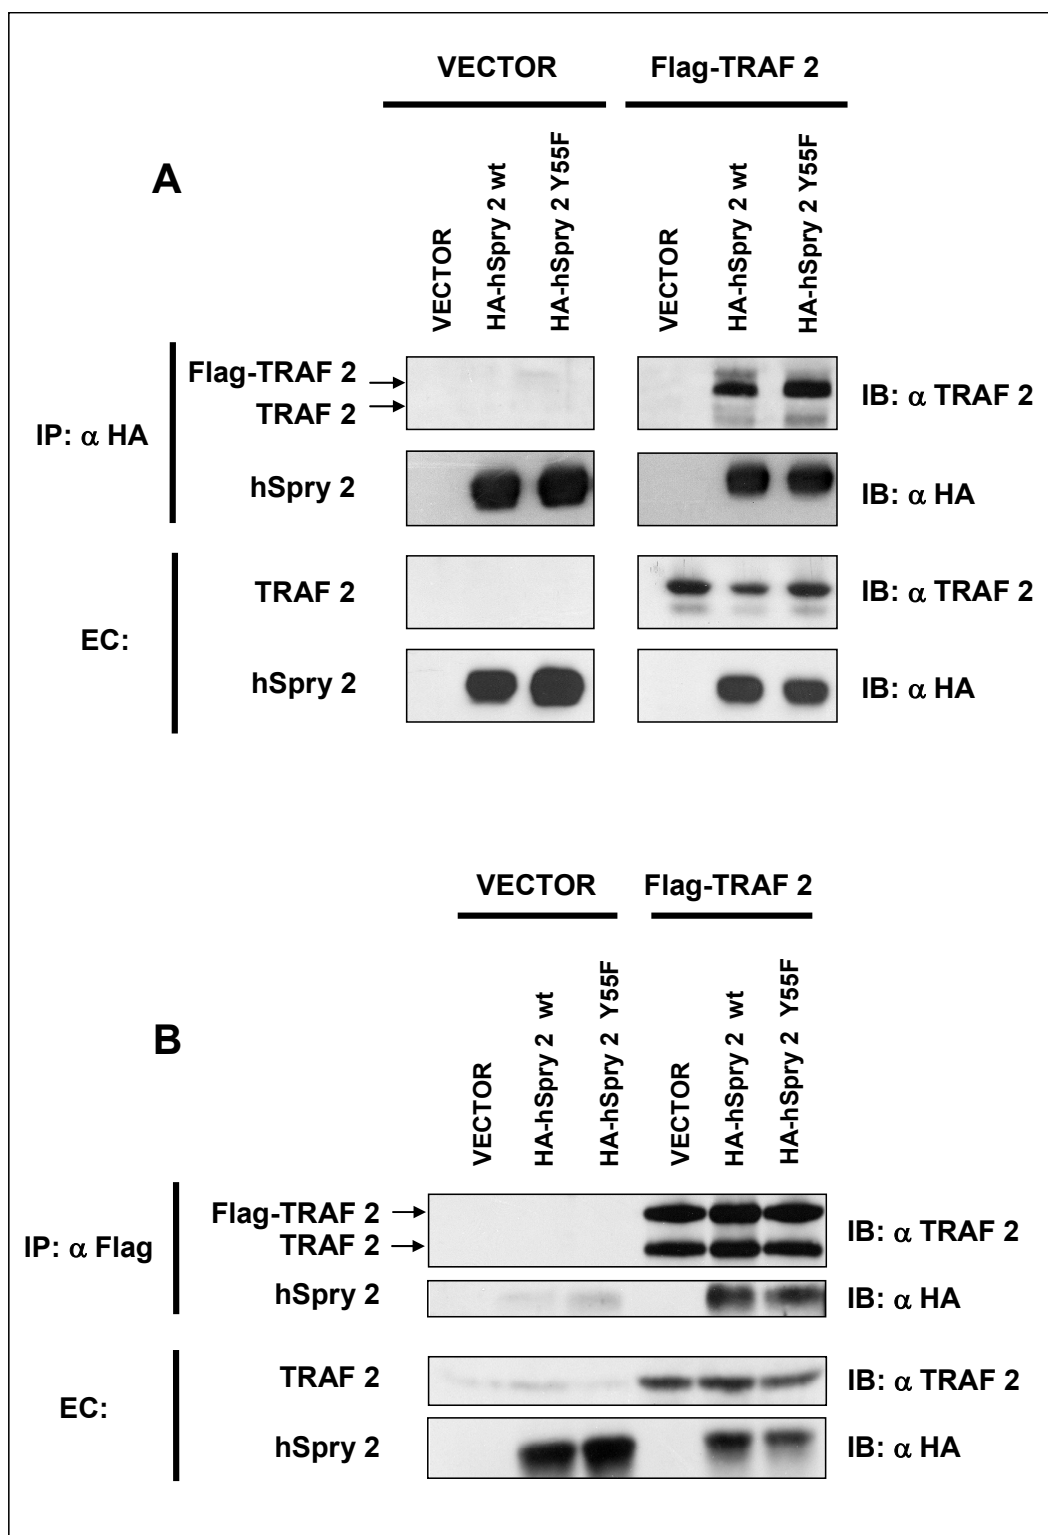 VECTOR Flag-TRAF 2
A
VECTOR
HA-hSpry 2 wt
HA-hSpry 2 Y55F
VECTOR
HA-hSpry 2 wt
HA-hSpry 2 Y55F
IP: α HA
Flag-TRAF 2
TRAF 2
IB: α TRAF 2
hSpry 2
IB: α HA
EC:
TRAF 2
IB: α TRAF 2
hSpry 2
IB: α HA
VECTOR Flag-TRAF 2
B
VECTOR
HA-hSpry 2 wt
HA-hSpry 2 Y55F
VECTOR
HA-hSpry 2 wt
HA-hSpry 2 Y55F
IP: α Flag
Flag-TRAF 2
TRAF 2
IB: α TRAF 2
hSpry 2
IB: α HA
EC:
TRAF 2
IB: α TRAF 2
hSpry 2
IB: α HA